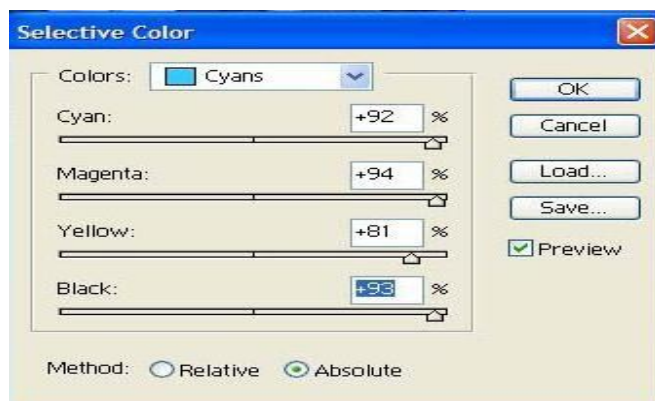 Selective Color
Colors: Cyans
OK
Cyan: +92 %
Cancel
Magenta: +94 %
Load...
Save...
Yellow: +81 %
Preview
Black: +93 %
Method: Relative Absolute